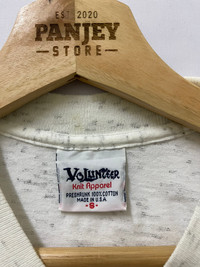 EST 2020
PANJEY
STORE
VOLUNTEER
Knit Apparel
PRESHRUNK 100% COTTON
MADE IN U.S.A.
S